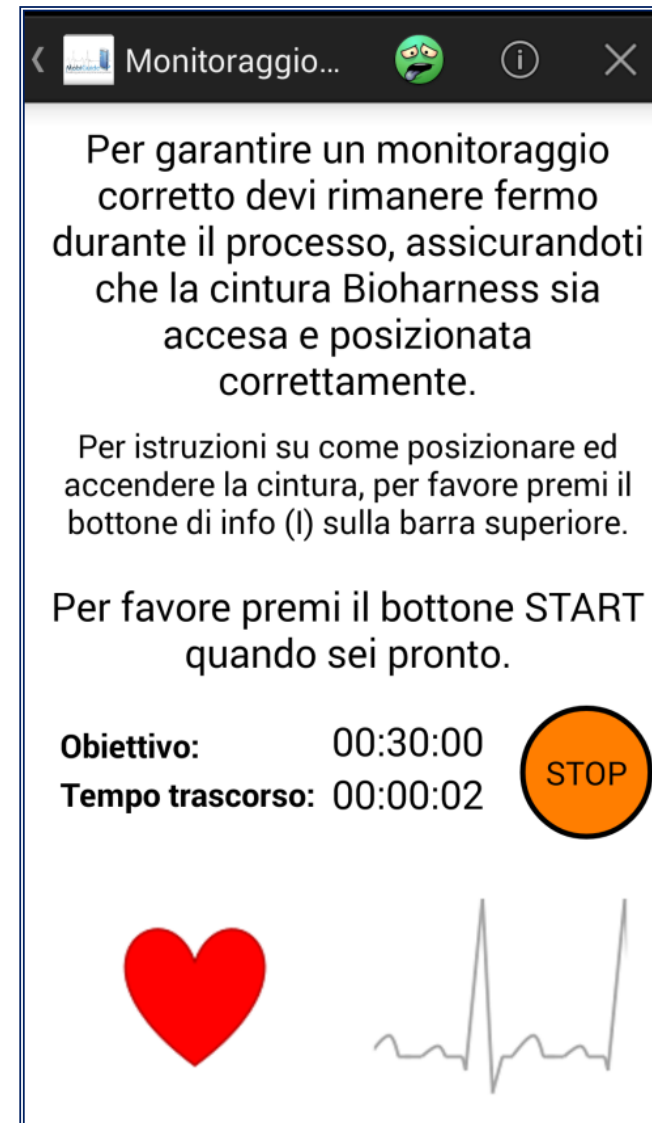 Monitoraggio...
Per garantire un monitoraggio
corretto devi rimanere fermo
durante il processo, assicurandoti
che la cintura Bioharness sia
accesa e posizionata
correttamente.
Per istruzioni su come posizionare ed
accendere la cintura, per favore premi il
bottone di info (I) sulla barra superiore.
Per favore premi il bottone START
quando sei pronto.
Obiettivo: 00:30:00
STOP
Tempo trascorso: 00:00:02